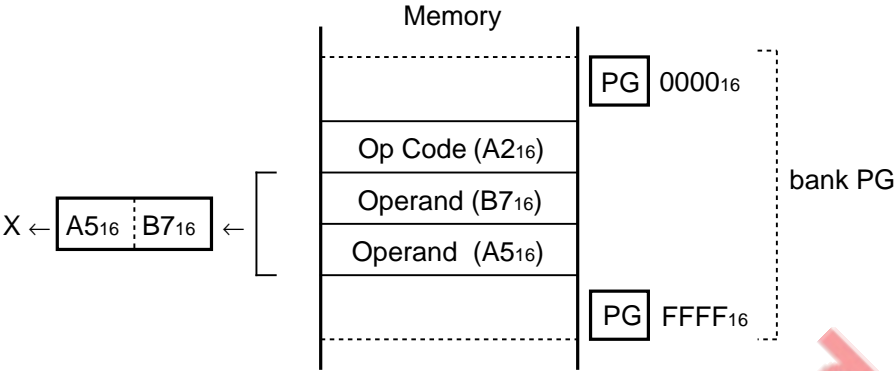 Memory
PG 0000₁₆
Op Code (A2₁₆)
bank PG
Operand (B7₁₆)
X ← A5₁₆ B7₁₆ ←
Operand (A5₁₆)
PG FFFF₁₆